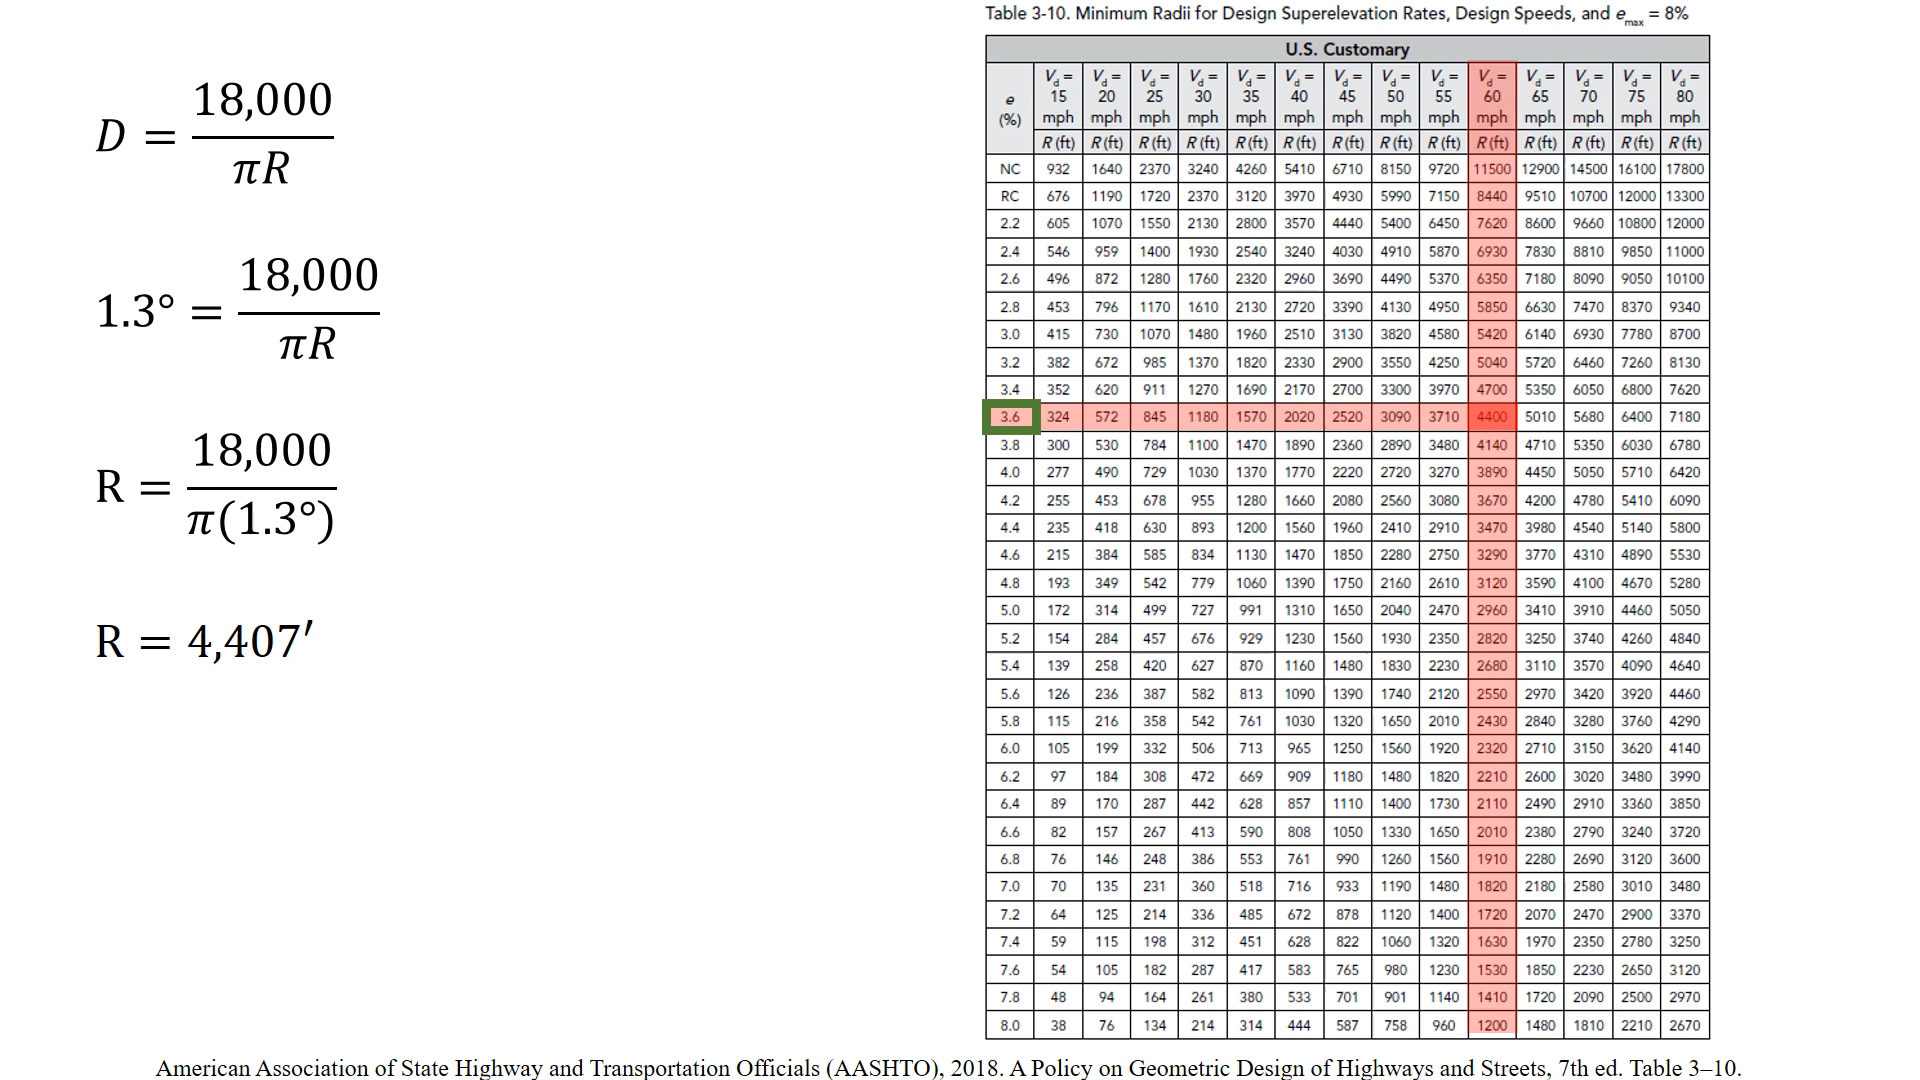 D = 18,000 / πR
1.3° = 18,000 / πR
R = 18,000 / π(1.3°)
R = 4,407′
Table 3-10. Minimum Radii for Design Superelevation Rates, Design Speeds, and emax = 8%
U.S. Customary
e (%) Vd = 15 mph Vd = 20 mph Vd = 25 mph Vd = 30 mph Vd = 35 mph Vd = 40 mph Vd = 45 mph Vd = 50 mph Vd = 55 mph Vd = 60 mph Vd = 65 mph Vd = 70 mph Vd = 75 mph Vd = 80 mph
R (ft) R (ft) R (ft) R (ft) R (ft) R (ft) R (ft) R (ft) R (ft) R (ft) R (ft) R (ft) R (ft) R (ft)
NC 932 1640 2370 3240 4260 5410 6710 8150 9720 11500 12900 14500 16100 17800
RC 676 1190 1720 2370 3120 3970 4930 5990 7150 8440 9510 10700 12000 13300
2.2 605 1070 1550 2130 2800 3570 4440 5400 6450 7620 8600 9660 10800 12000
2.4 546 959 1400 1930 2540 3240 4030 4910 5870 6930 7830 8810 9850 11000
2.6 496 872 1280 1760 2320 2960 3690 4490 5370 6350 7180 8090 9050 10100
2.8 453 796 1170 1610 2130 2720 3390 4130 4950 5850 6630 7470 8370 9340
3.0 415 730 1070 1480 1960 2510 3130 3820 4580 5420 6140 6930 7780 8700
3.2 382 672 985 1370 1820 2330 2900 3550 4250 5040 5720 6460 7260 8130
3.4 352 620 911 1270 1690 2170 2700 3300 3970 4700 5350 6050 6800 7620
3.6 324 572 845 1180 1570 2020 2520 3090 3710 4400 5010 5680 6400 7180
3.8 300 530 784 1100 1470 1890 2360 2890 3480 4140 4710 5350 6030 6780
4.0 277 490 729 1030 1370 1770 2220 2720 3270 3890 4450 5050 5710 6420
4.2 255 453 678 955 1280 1660 2080 2560 3080 3670 4200 4780 5410 6090
4.4 235 418 630 893 1200 1560 1960 2410 2910 3470 3980 4540 5140 5800
4.6 215 384 585 834 1130 1470 1850 2280 2750 3290 3770 4310 4890 5530
4.8 193 349 542 779 1060 1390 1750 2160 2610 3120 3590 4100 4670 5280
5.0 172 314 499 727 991 1310 1650 2040 2470 2960 3410 3910 4460 5050
5.2 154 284 457 676 929 1230 1560 1930 2350 2820 3250 3740 4260 4840
5.4 139 258 420 627 870 1160 1480 1830 2230 2680 3110 3570 4090 4640
5.6 126 236 387 582 813 1090 1390 1740 2120 2550 2970 3420 3920 4460
5.8 115 216 358 542 761 1030 1320 1650 2010 2430 2840 3280 3760 4290
6.0 105 199 332 506 713 965 1250 1560 1920 2320 2710 3150 3620 4140
6.2 97 184 308 472 669 909 1180 1480 1820 2210 2600 3020 3480 3990
6.4 89 170 287 442 628 857 1110 1400 1730 2110 2490 2910 3360 3850
6.6 82 157 267 413 590 808 1050 1330 1650 2010 2380 2790 3240 3720
6.8 76 146 248 386 553 761 990 1260 1560 1910 2280 2690 3120 3600
7.0 70 135 231 360 518 716 933 1190 1480 1820 2180 2580 3010 3480
7.2 64 125 214 336 485 672 878 1120 1400 1720 2070 2470 2900 3370
7.4 59 115 198 312 451 628 822 1060 1320 1630 1970 2350 2780 3250
7.6 54 105 182 287 417 583 765 980 1230 1530 1850 2230 2650 3120
7.8 48 94 164 261 380 533 701 901 1140 1410 1720 2090 2500 2970
8.0 38 76 134 214 314 444 587 758 960 1200 1480 1810 2210 2670
American Association of State Highway and Transportation Officials (AASHTO), 2018. A Policy on Geometric Design of Highways and Streets, 7th ed. Table 3–10.